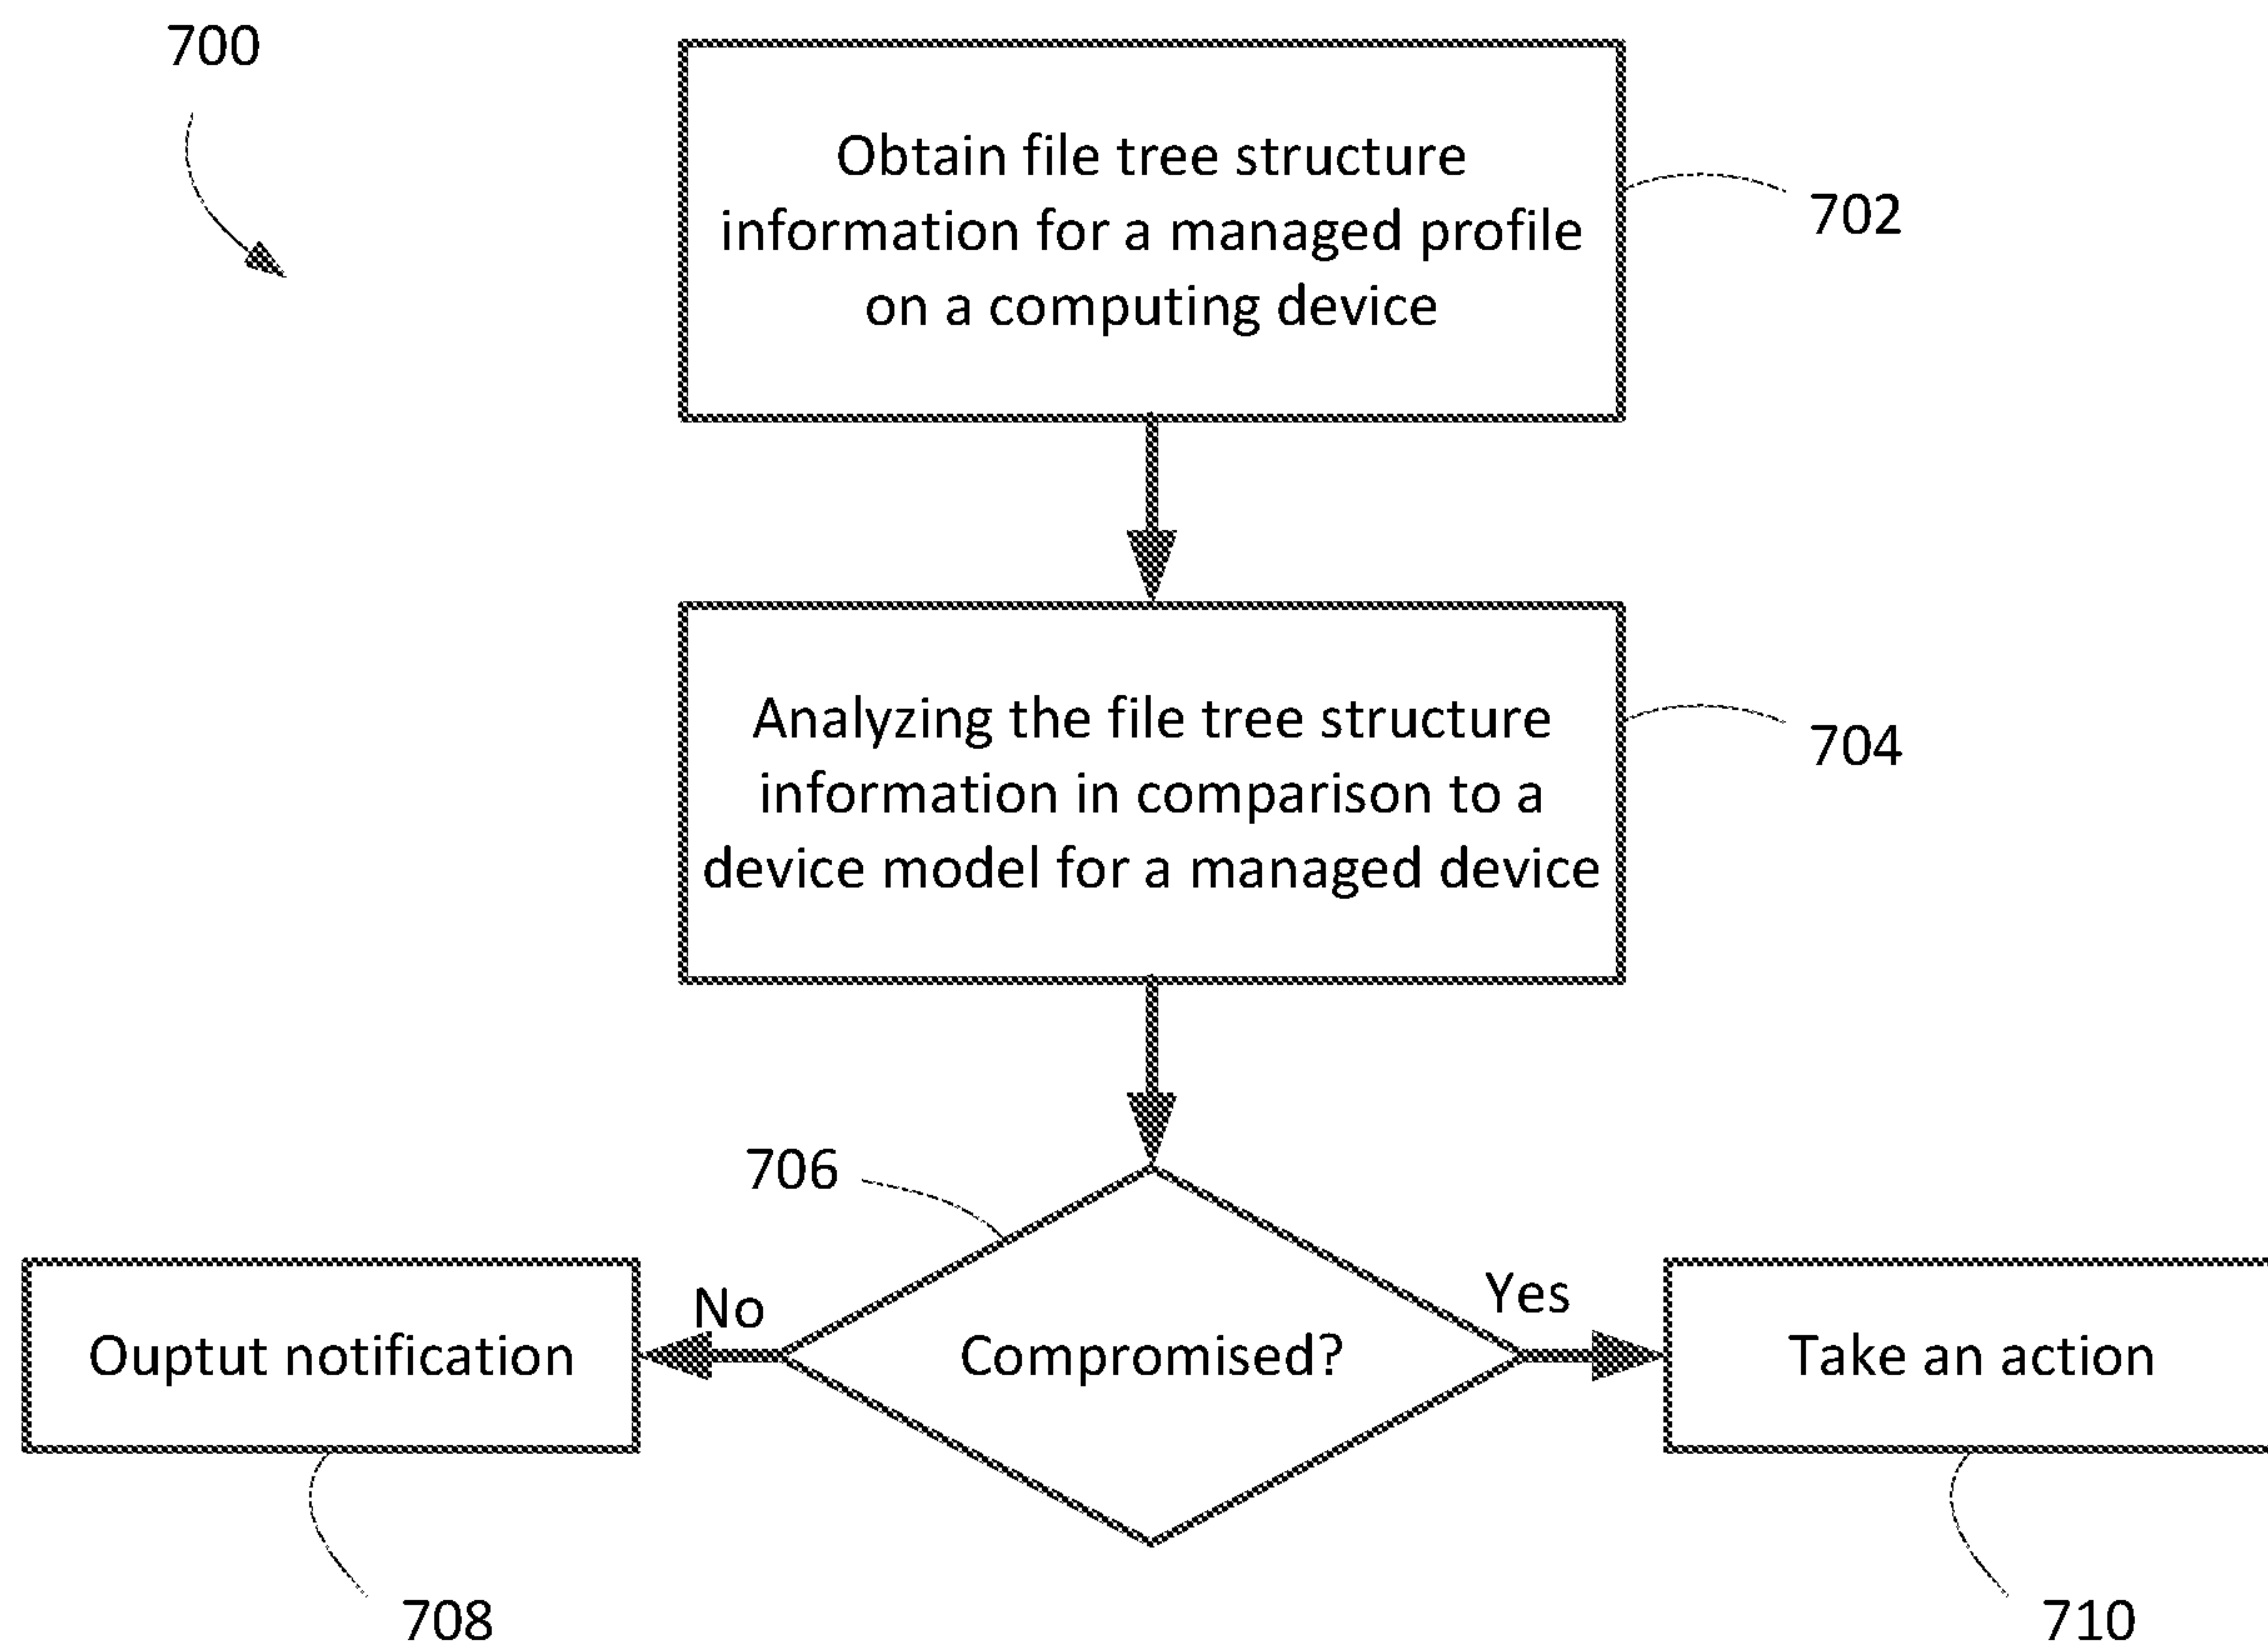 700
Obtain file tree structure
information for a managed profile
on a computing device
702
Analyzing the file tree structure
information in comparison to a
device model for a managed device
704
706
No
Yes
Ouptut notification
Compromised?
Take an action
708
710